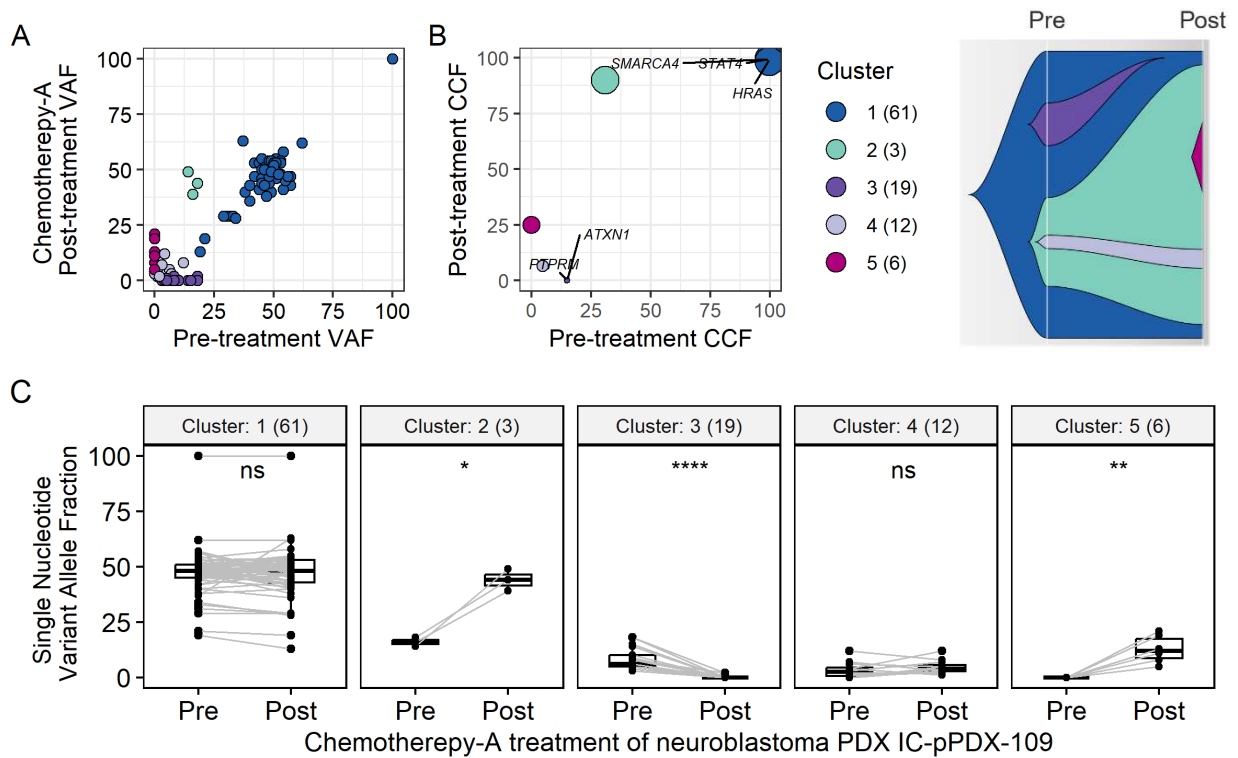 A
Chemotherepy-A
Post-treatment VAF
100
75
50
25
0
0 25 50 75 100
Pre-treatment VAF
B
Post-treatment CCF
100
75
50
25
0
SMARCA4 STAT4
HRAS
ATXN1
PTPRM
0 25 50 75 100
Pre-treatment CCF
Cluster
1 (61)
2 (3)
3 (19)
4 (12)
5 (6)
Pre Post
C
Cluster: 1 (61) Cluster: 2 (3) Cluster: 3 (19) Cluster: 4 (12) Cluster: 5 (6)
Single Nucleotide
Variant Allele Fraction
100
75
50
25
0
ns * **** ns **
Pre Post Pre Post Pre Post Pre Post Pre Post
Chemotherepy-A treatment of neuroblastoma PDX IC-pPDX-109